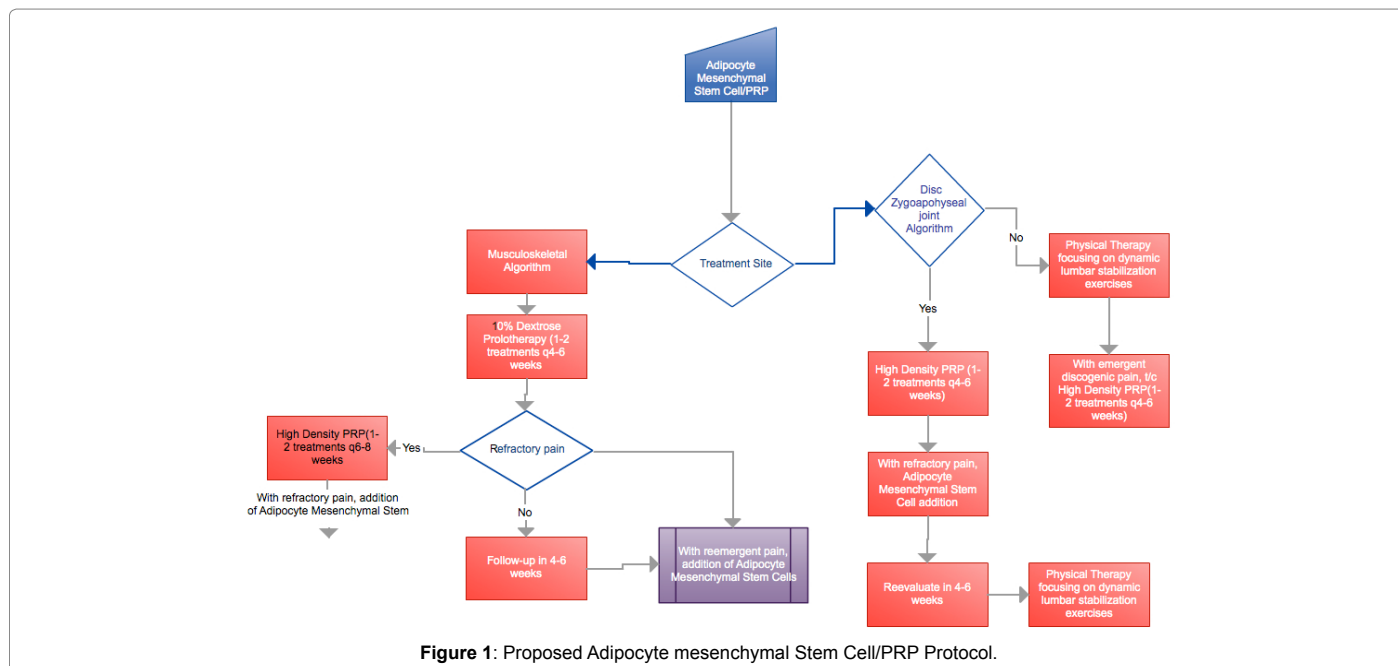 Adipocyte
Mesenchymal
Stem Cell/PRP
Disc
Zygoapohyseal
joint
Algorithm
Treatment Site
Musculoskeletal
Algorithm
No
Physical Therapy
focusing on dynamic
lumbar stabilization
exercises
Yes
10% Dextrose
Prolotherapy (1-2
treatments q4-6
weeks
High Density PRP (1-
2 treatments q4-6
weeks)
With emergent
discogenic pain, t/c
High Density PRP(1-
2 treatments q4-6
weeks)
High Density PRP(1-
2 treatments q6-8
weeks
Yes
Refractory pain
With refractory pain, addition
of Adipocyte Mesenchymal Stem
With refractory pain,
Adipocyte
Mesenchymal Stem
Cell addition
No
Follow-up in 4-6
weeks
With reemergent pain,
addition of Adipocyte
Mesenchymal Stem Cells
Reevaluate in 4-6
weeks
Physical Therapy
focusing on dynamic
lumbar stabilization
exercises
Figure 1: Proposed Adipocyte mesenchymal Stem Cell/PRP Protocol.